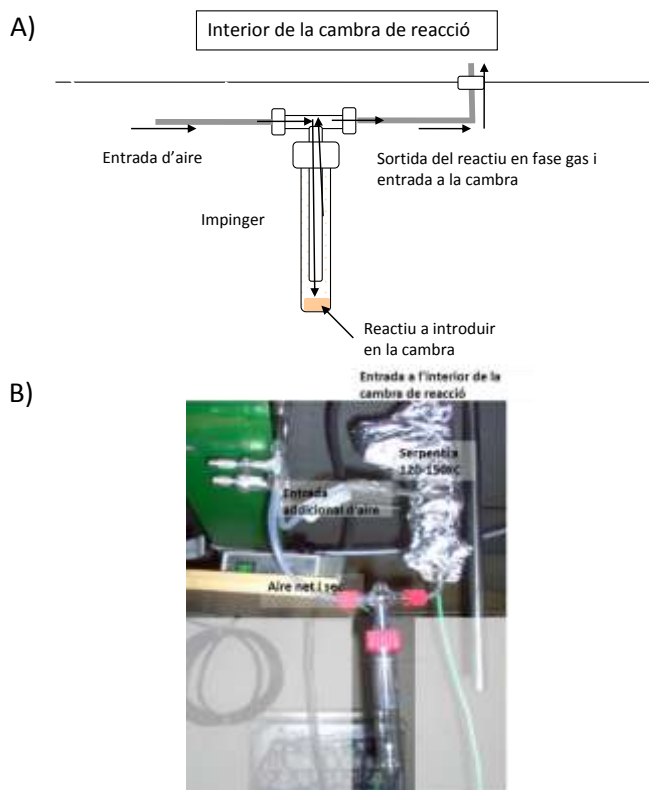 A)
Interior de la cambra de reacció
Entrada d'aire
Sortida del reactiu en fase gas i
entrada a la cambra
Impinger
Reactiu a introduir
en la cambra
B)
Entrada a l'interior de la
cambra de reacció
Serpentín
120-150ºC
Entrada
addicional d'aire
Aire net i sec